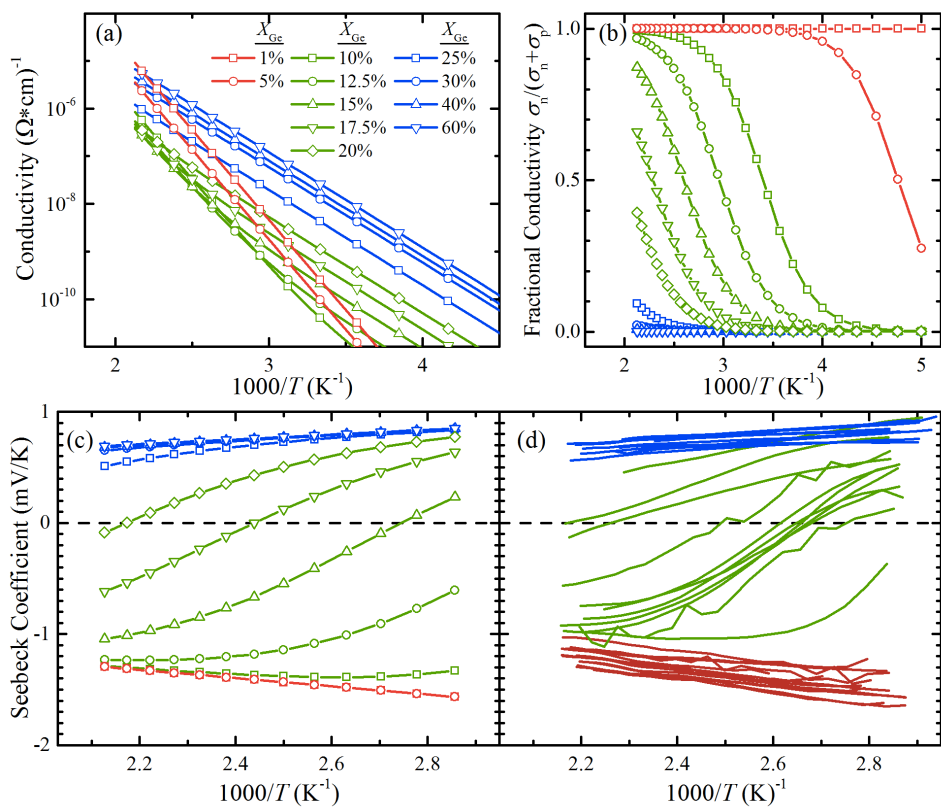 (a)
X_Ge X_Ge X_Ge
1% 10% 25%
5% 12.5% 30%
15% 40%
17.5% 60%
20%
Conductivity (Ω*cm)⁻¹
10⁻⁶
10⁻⁸
10⁻¹⁰
2 3 4
1000/T (K⁻¹)
(b)
Fractional Conductivity σₙ/(σₙ+σₚ)
1.0
0.5
0.0
2 3 4 5
1000/T (K⁻¹)
(c)
Seebeck Coefficient (mV/K)
1
0
-1
-2
2.2 2.4 2.6 2.8
1000/T (K)⁻¹
(d)
2.2 2.4 2.6 2.8
1000/T (K)⁻¹